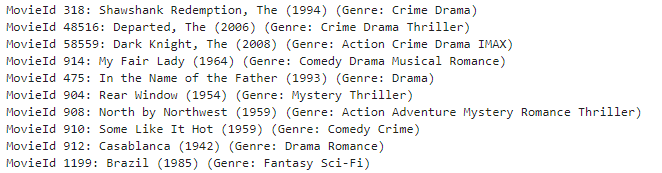 MovieId 318: Shawshank Redemption, The (1994) (Genre: Crime Drama)
MovieId 48516: Departed, The (2006) (Genre: Crime Drama Thriller)
MovieId 58559: Dark Knight, The (2008) (Genre: Action Crime Drama IMAX)
MovieId 914: My Fair Lady (1964) (Genre: Comedy Drama Musical Romance)
MovieId 475: In the Name of the Father (1993) (Genre: Drama)
MovieId 904: Rear Window (1954) (Genre: Mystery Thriller)
MovieId 908: North by Northwest (1959) (Genre: Action Adventure Mystery Romance Thriller)
MovieId 910: Some Like It Hot (1959) (Genre: Comedy Crime)
MovieId 912: Casablanca (1942) (Genre: Drama Romance)
MovieId 1199: Brazil (1985) (Genre: Fantasy Sci-Fi)